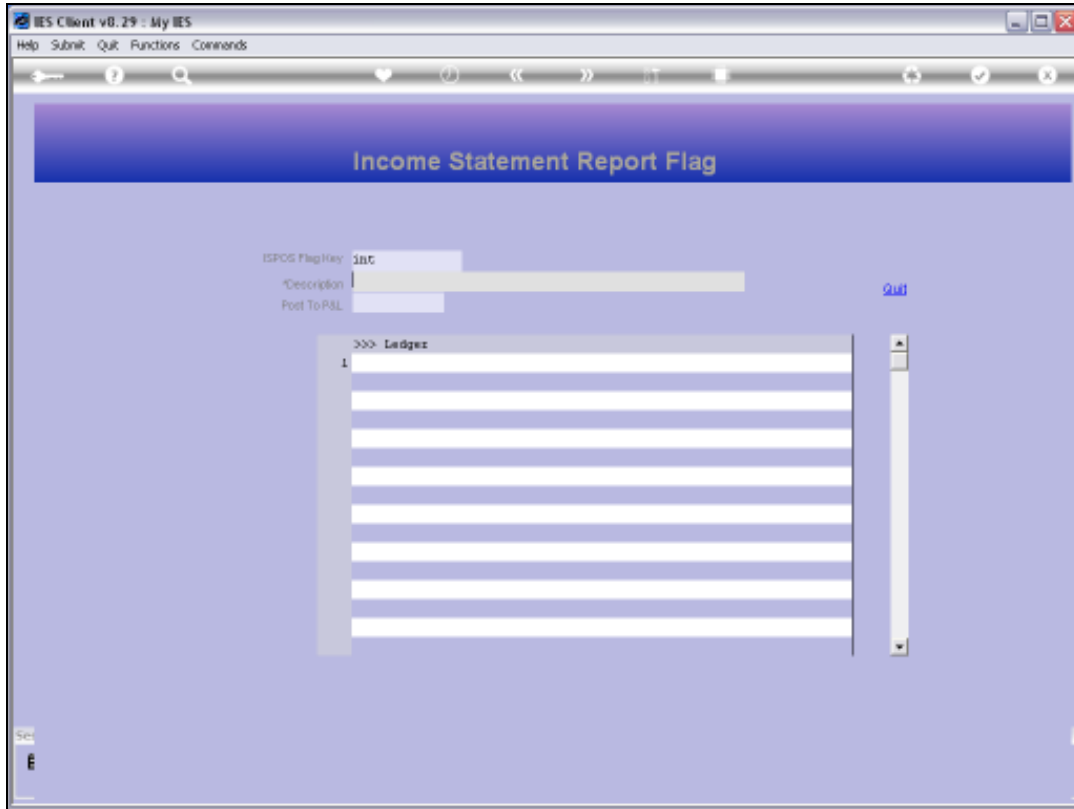 IES Client v8.29 : My IES
Help Submit Quit Functions Commands
Income Statement Report Flag
ISPOS Flag Key int
*Description
Quit
Post To P&L
>>> Ledger
1
Se